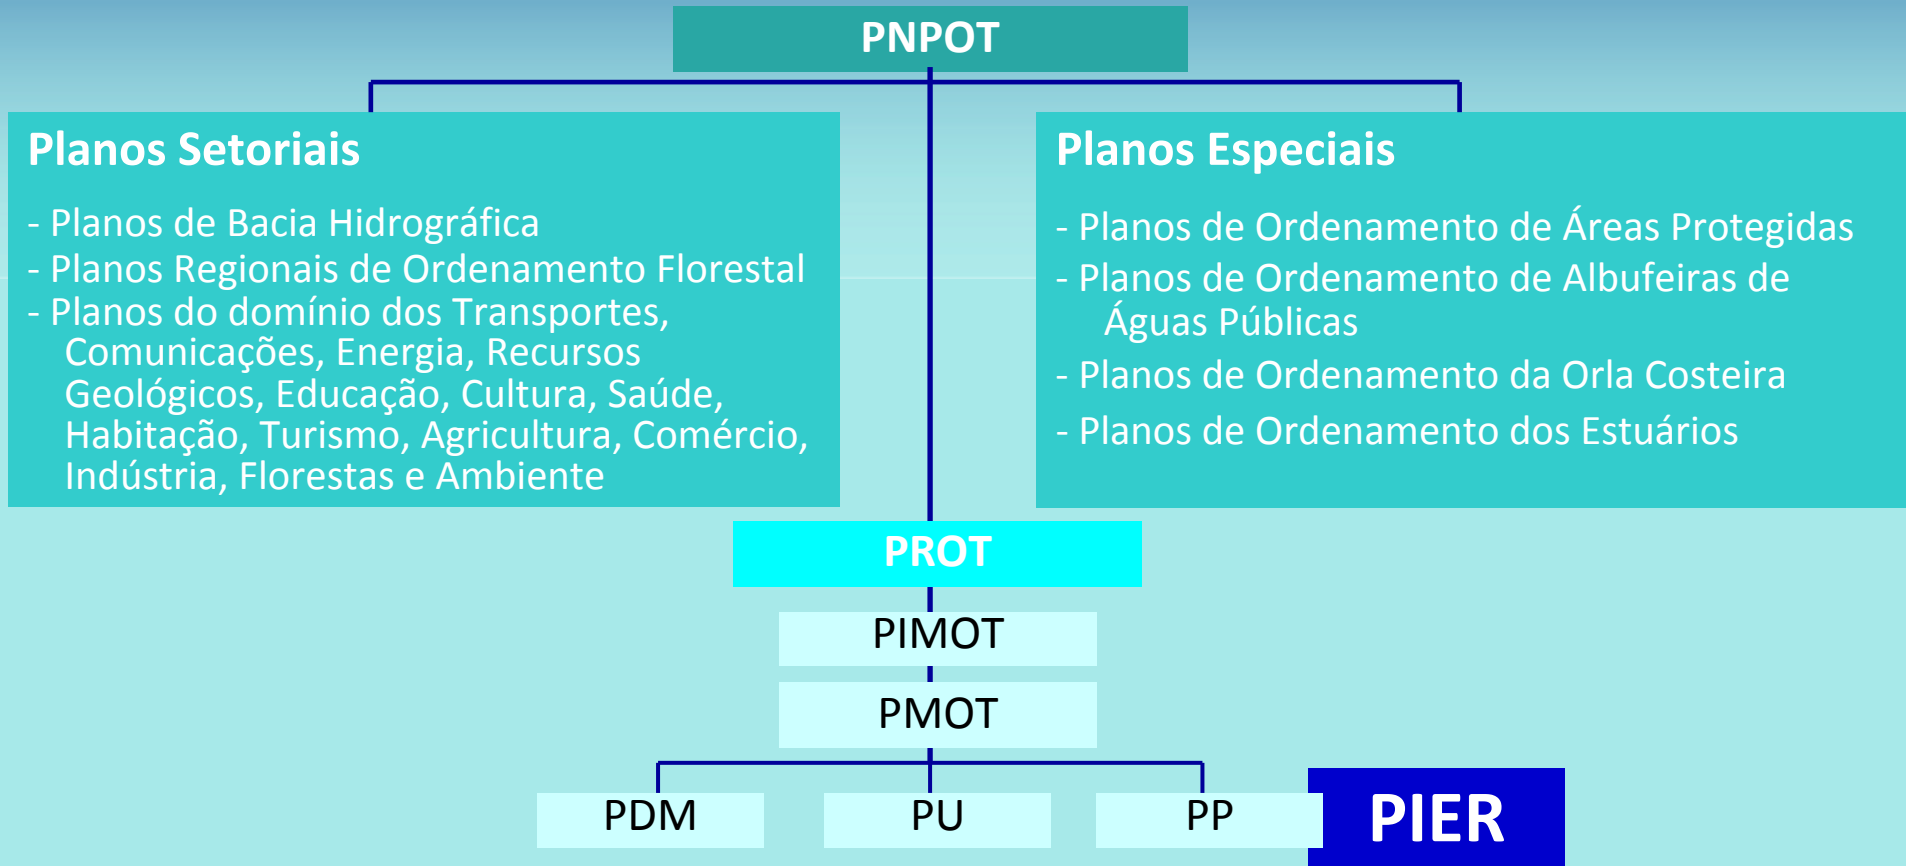 PNPOT
Planos Setoriais
- Planos de Bacia Hidrográfica
- Planos Regionais de Ordenamento Florestal
- Planos do domínio dos Transportes,
Comunicações, Energia, Recursos
Geológicos, Educação, Cultura, Saúde,
Habitação, Turismo, Agricultura, Comércio,
Indústria, Florestas e Ambiente
Planos Especiais
- Planos de Ordenamento de Áreas Protegidas
- Planos de Ordenamento de Albufeiras de
Águas Públicas
- Planos de Ordenamento da Orla Costeira
- Planos de Ordenamento dos Estuários
PROT
PIMOT
PMOT
PDM
PU
PP
PIER